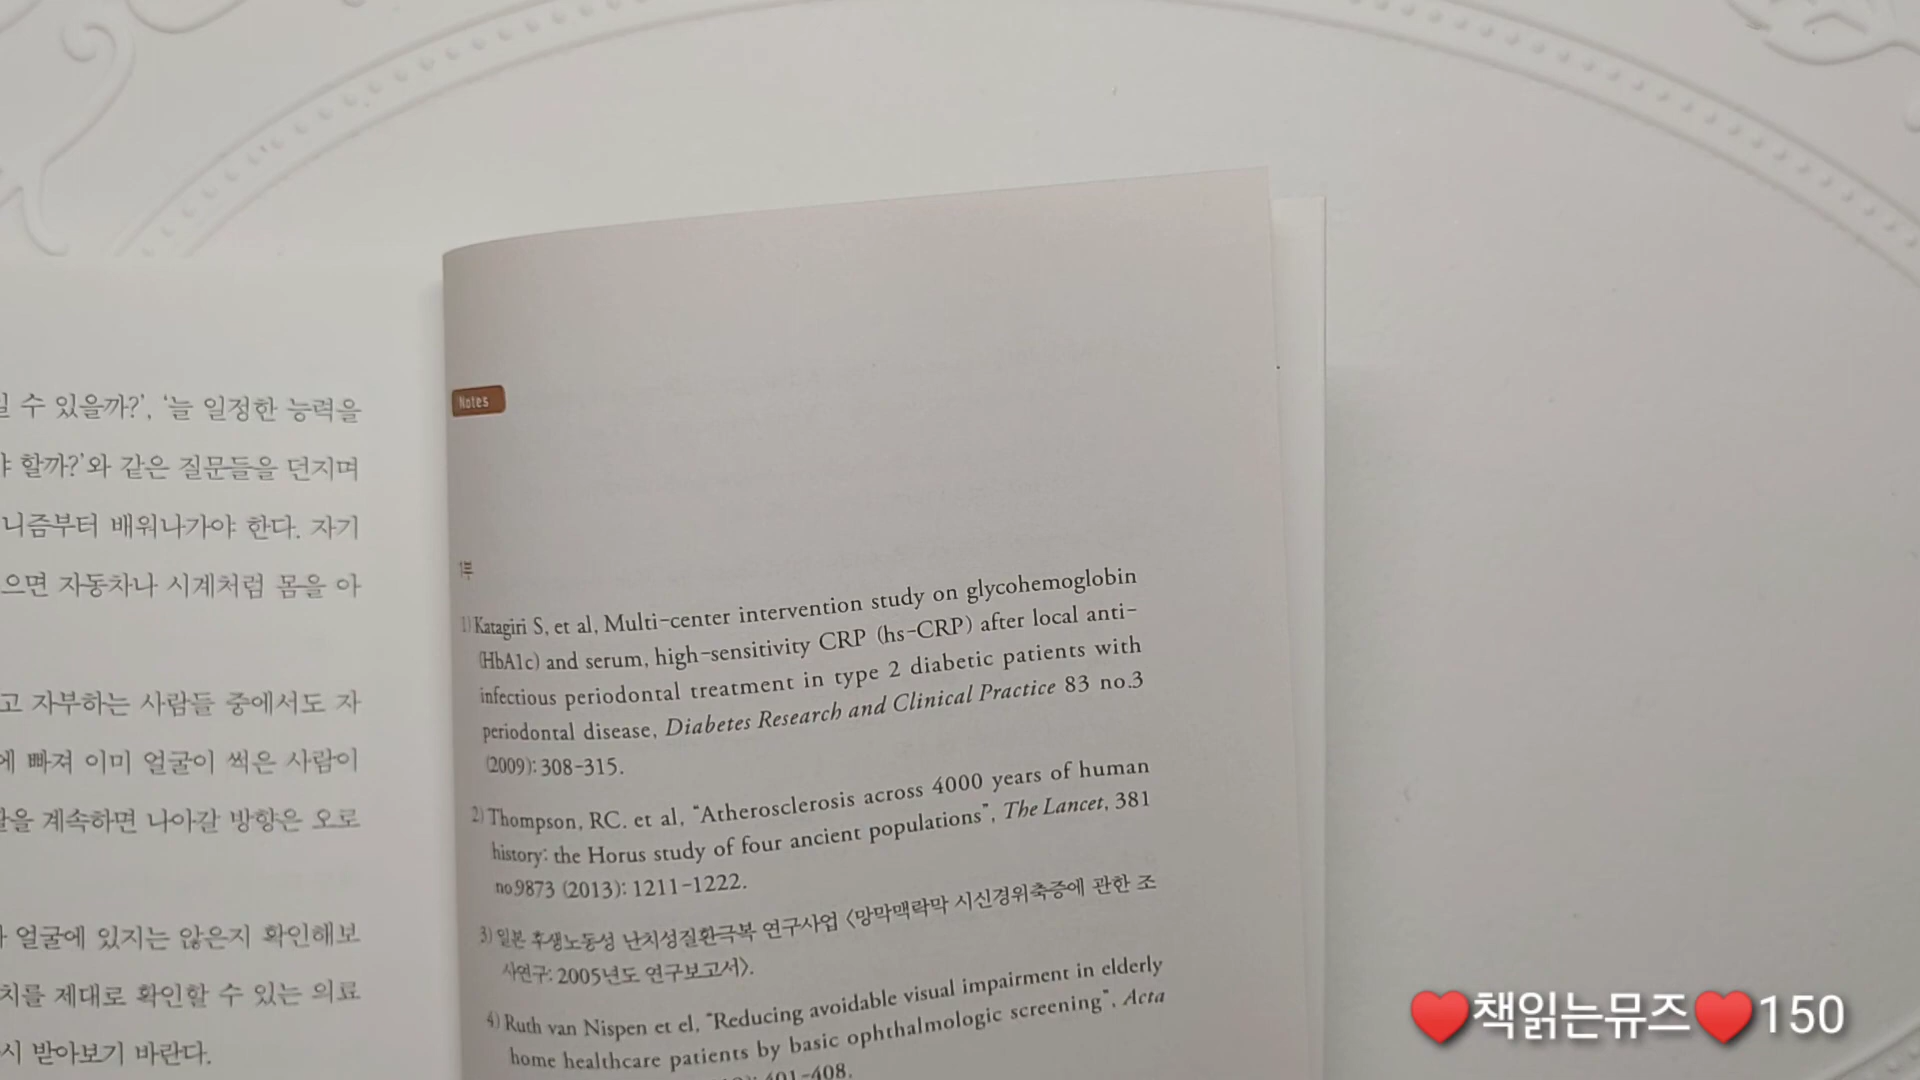 수 있을까?’, ‘늘 일정한 능력을
할까?’와 같은 질문들을 던지며
니즘부터 배워나가야 한다. 자기
으면 자동차나 시계처럼 몸을 아
고 자부하는 사람들 중에서도 자
에 빠져 이미 얼굴이 썩은 사람이
계속하면 나아갈 방향은 오로
얼굴에 있지는 않은지 확인해보
치를 제대로 확인할 수 있는 의료
시 받아보기 바란다.
Notes
1부
1) Katagiri S, et al, Multi-center intervention study on glycohemoglobin
(HbA1c) and serum, high-sensitivity CRP (hs-CRP) after local anti-
infectious periodontal treatment in type 2 diabetic patients with
periodontal disease, Diabetes Research and Clinical Practice 83 no.3
(2009): 308-315.
2) Thompson, RC. et al, “Atherosclerosis across 4000 years of human
history: the Horus study of four ancient populations”, The Lancet, 381
no.9873 (2013): 1211-1222.
3) 일본 후생노동성 난치성질환극복 연구사업 〈망막맥락막 시신경위축증에 관한 조
사연구: 2005년도 연구보고서〉.
4) Ruth van Nispen et el, “Reducing avoidable visual impairment in elderly
home healthcare patients by basic ophthalmologic screening”, Acta
401-408.
❤️책읽는뮤즈❤️150